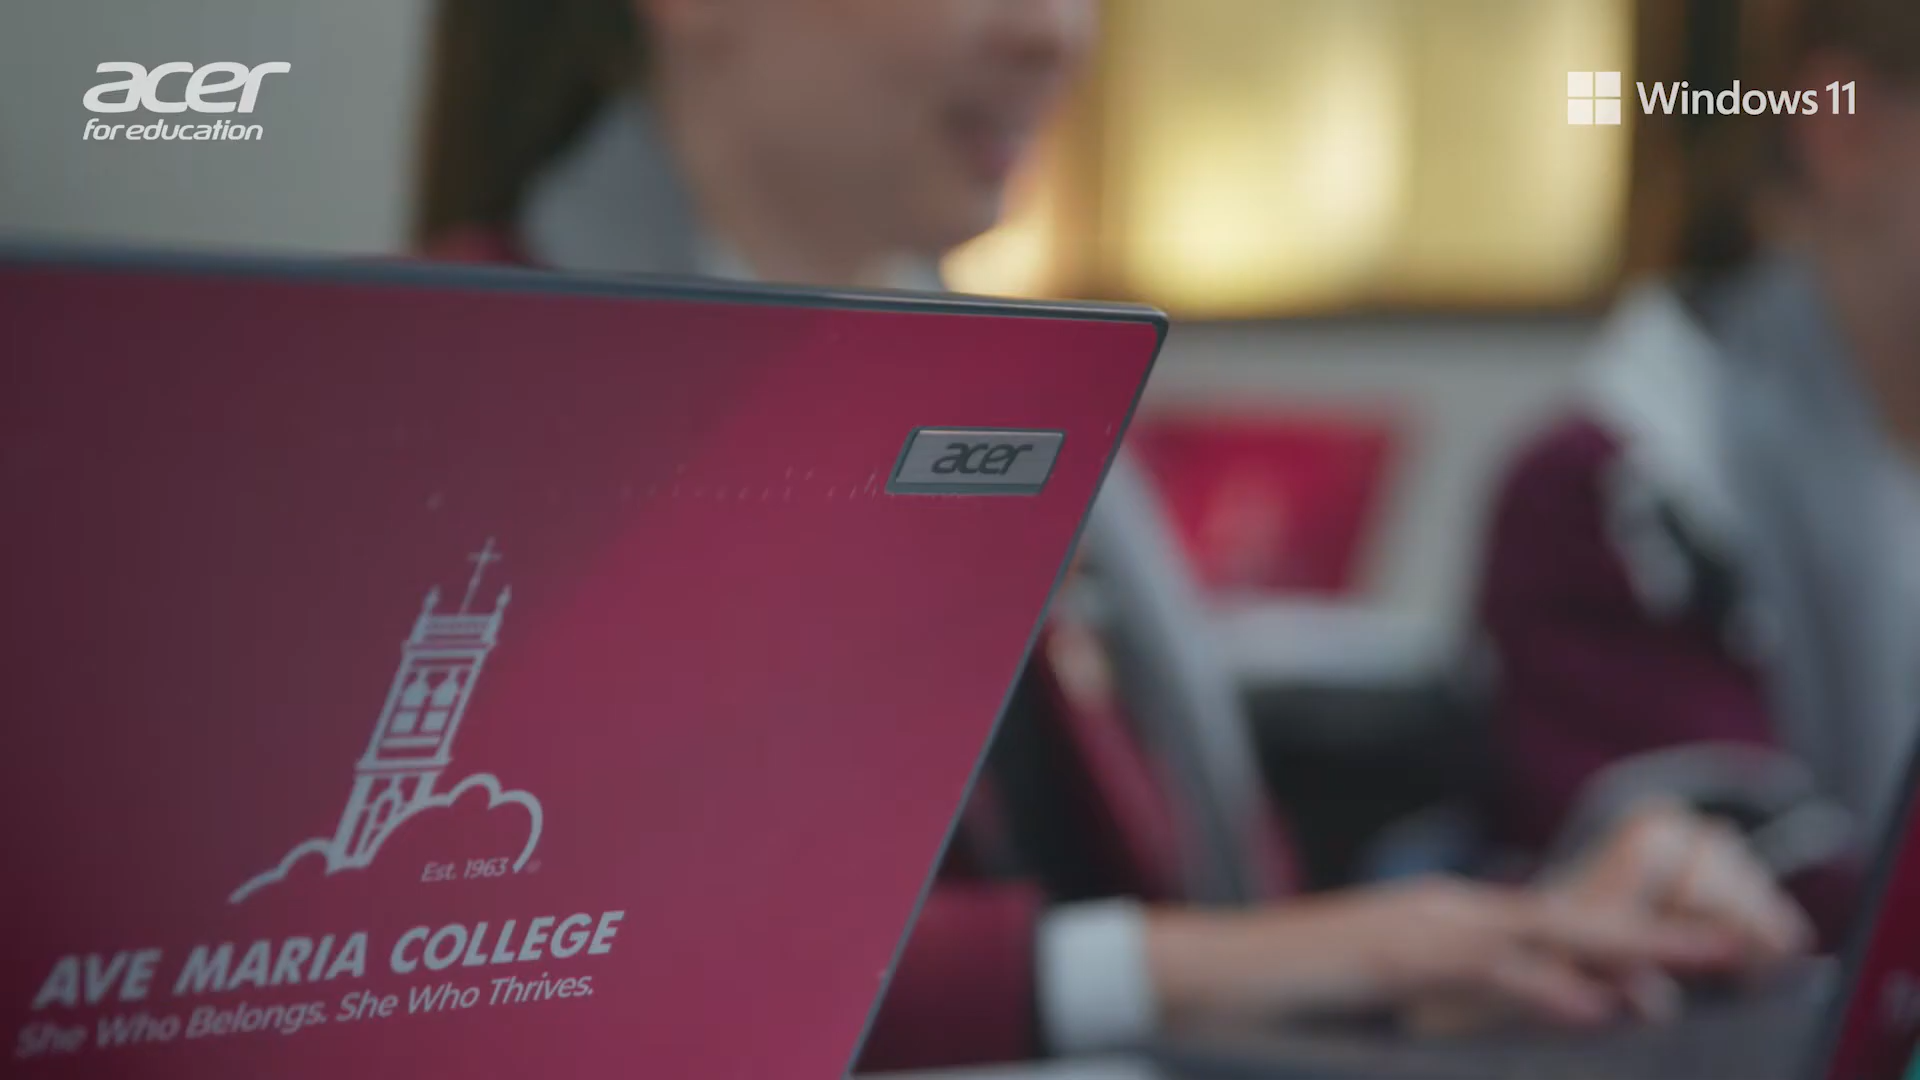 acer
for education
Windows 11
acer
Est. 1963
AVE MARIA COLLEGE
She Who Belongs. She Who Thrives.